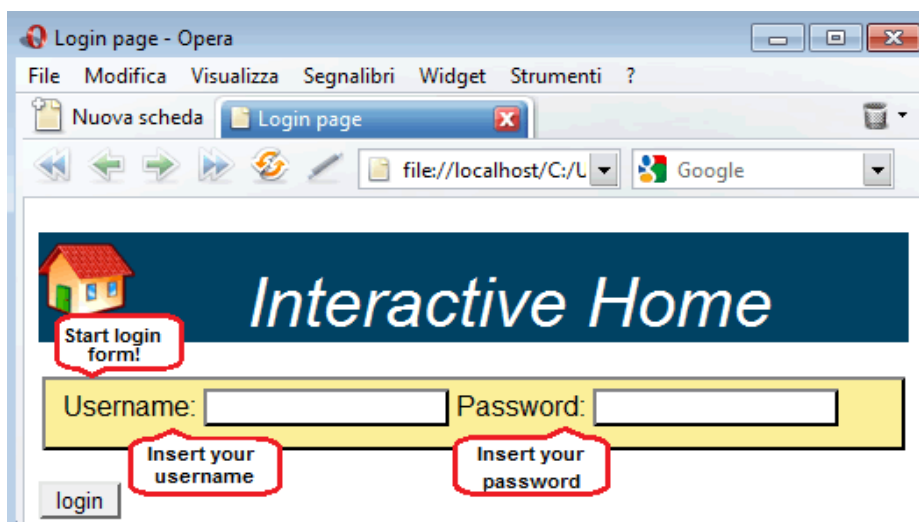 Login page - Opera
File Modifica Visualizza Segnalibri Widget Strumenti ?
Nuova scheda Login page
file://localhost/C:/L Google
Interactive Home
Start login
form!
Username: Password:
Insert your
username
Insert your
password
login